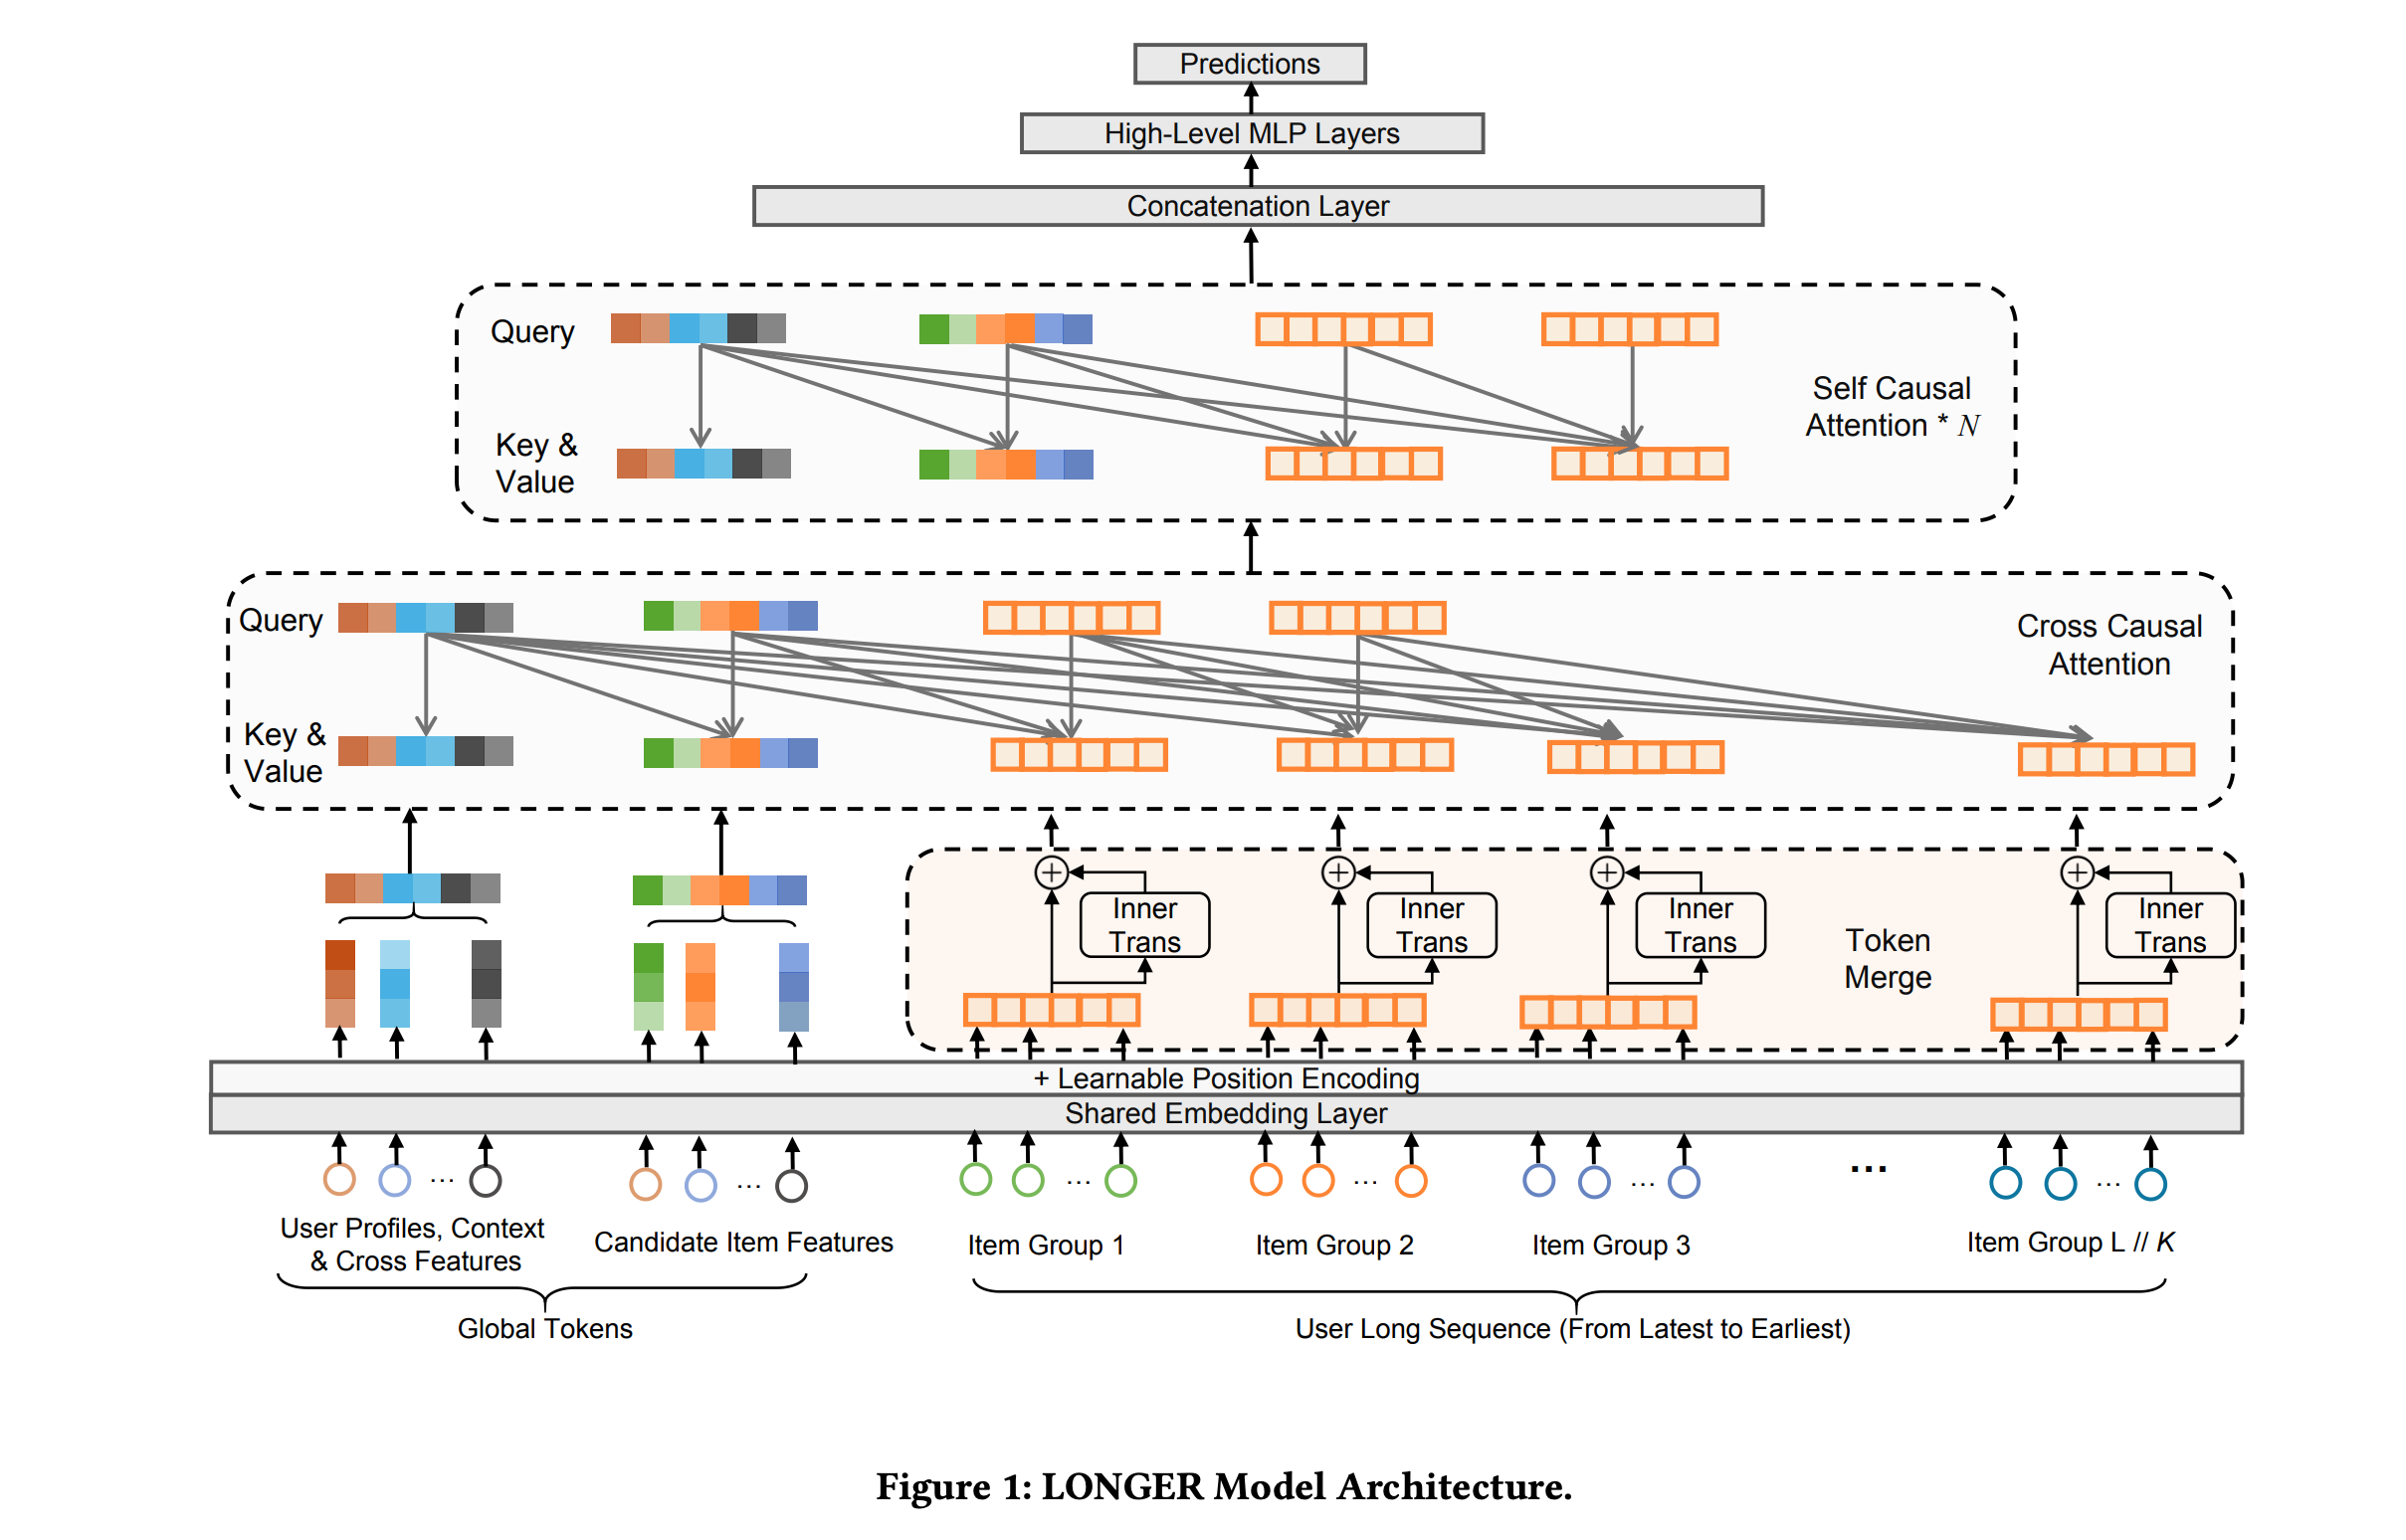 Predictions
High-Level MLP Layers
Concatenation Layer
Query
Key &
Value
Self Causal
Attention * N
Query
Key &
Value
Cross Causal
Attention
Inner
Trans
Inner
Trans
Inner
Trans
Inner
Trans
Token
Merge
+ Learnable Position Encoding
Shared Embedding Layer
...
...
...
...
...
...
...
User Profiles, Context
& Cross Features
Candidate Item Features
Item Group 1
Item Group 2
Item Group 3
Item Group L // K
Global Tokens
User Long Sequence (From Latest to Earliest)
Figure 1: LONGER Model Architecture.